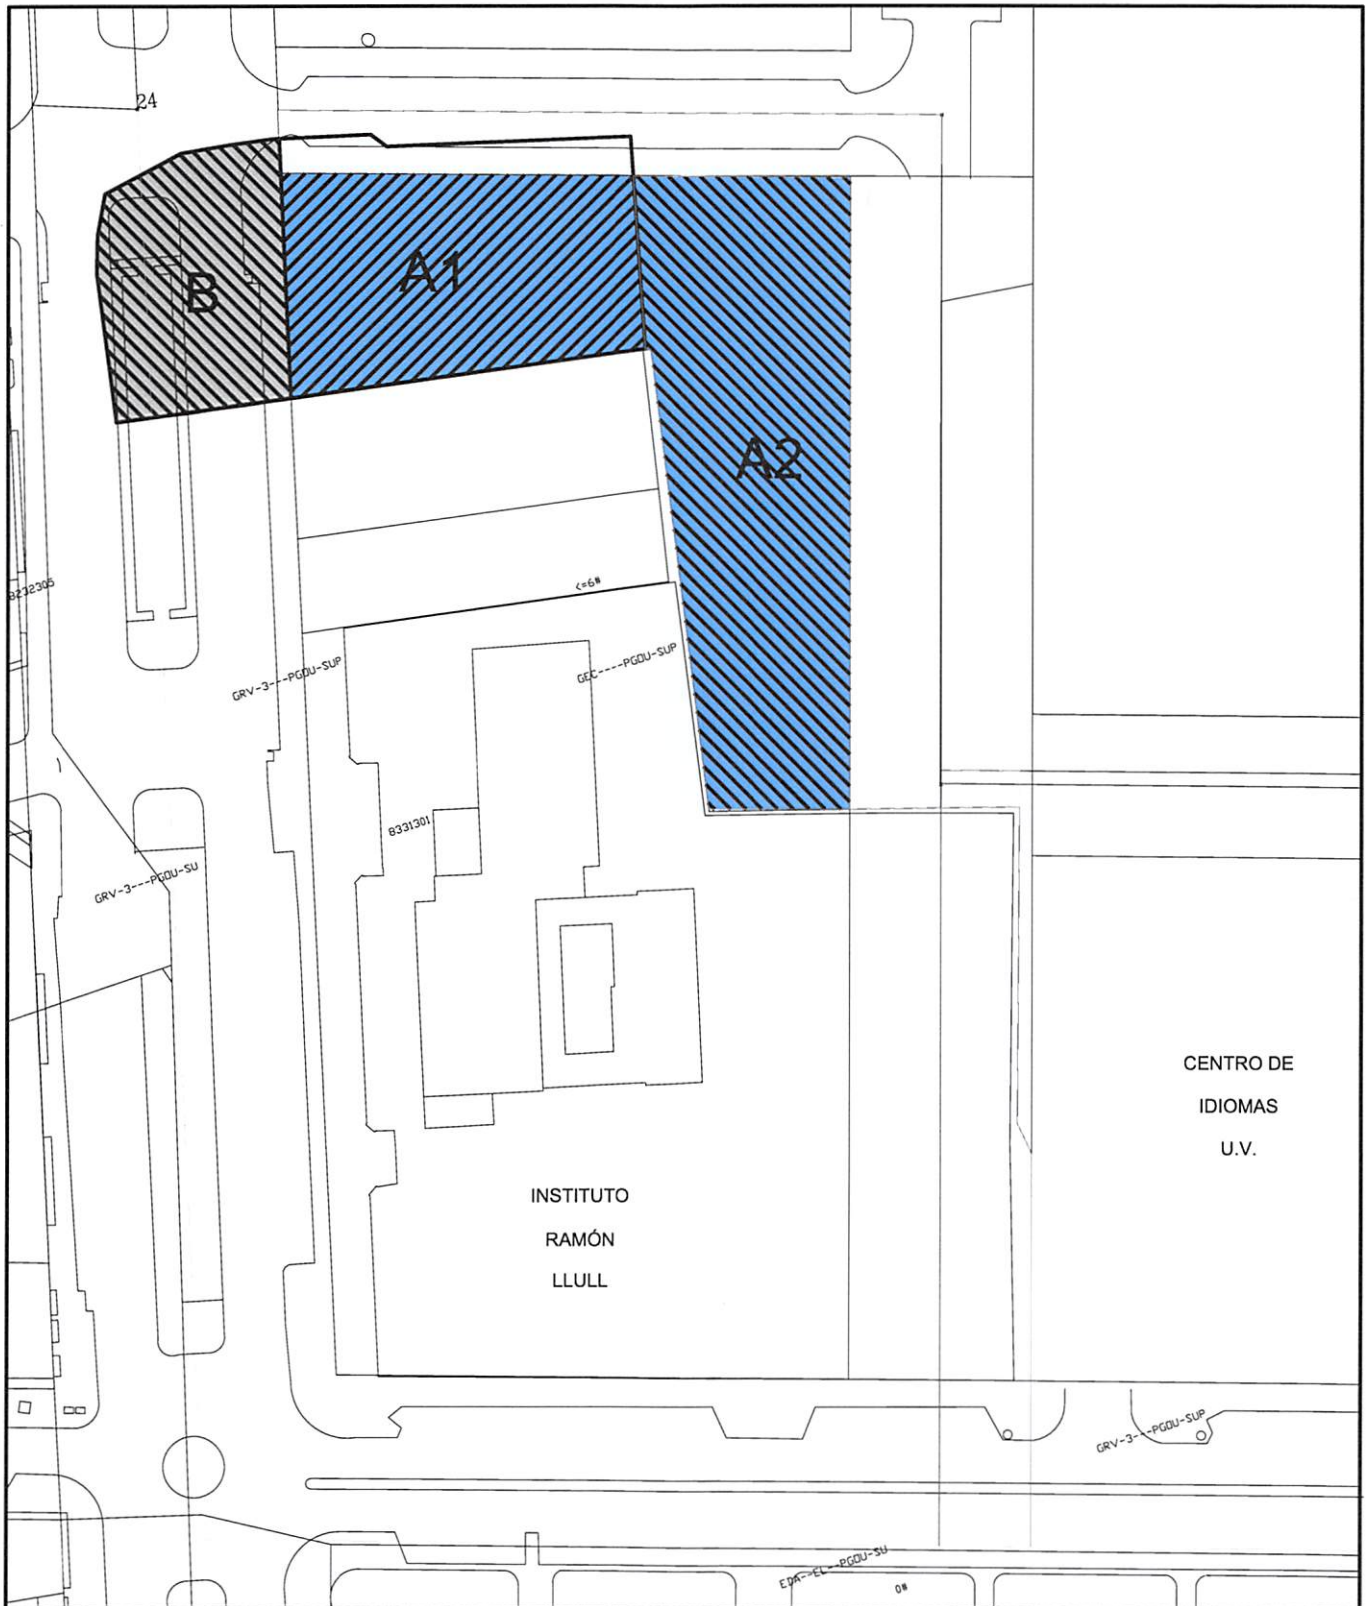 24
B
A1
A2
8232305
<=6#
GRV-3---PGOU-SUP
GEC----PGOU-SUP
8331301
GRV-3---PGOU-SU
CENTRO DE
IDIOMAS
U.V.
INSTITUTO
RAMÓN
LLULL
GRV-3---PGOU-SUP
EDA--EL--PGOU-SU
0#